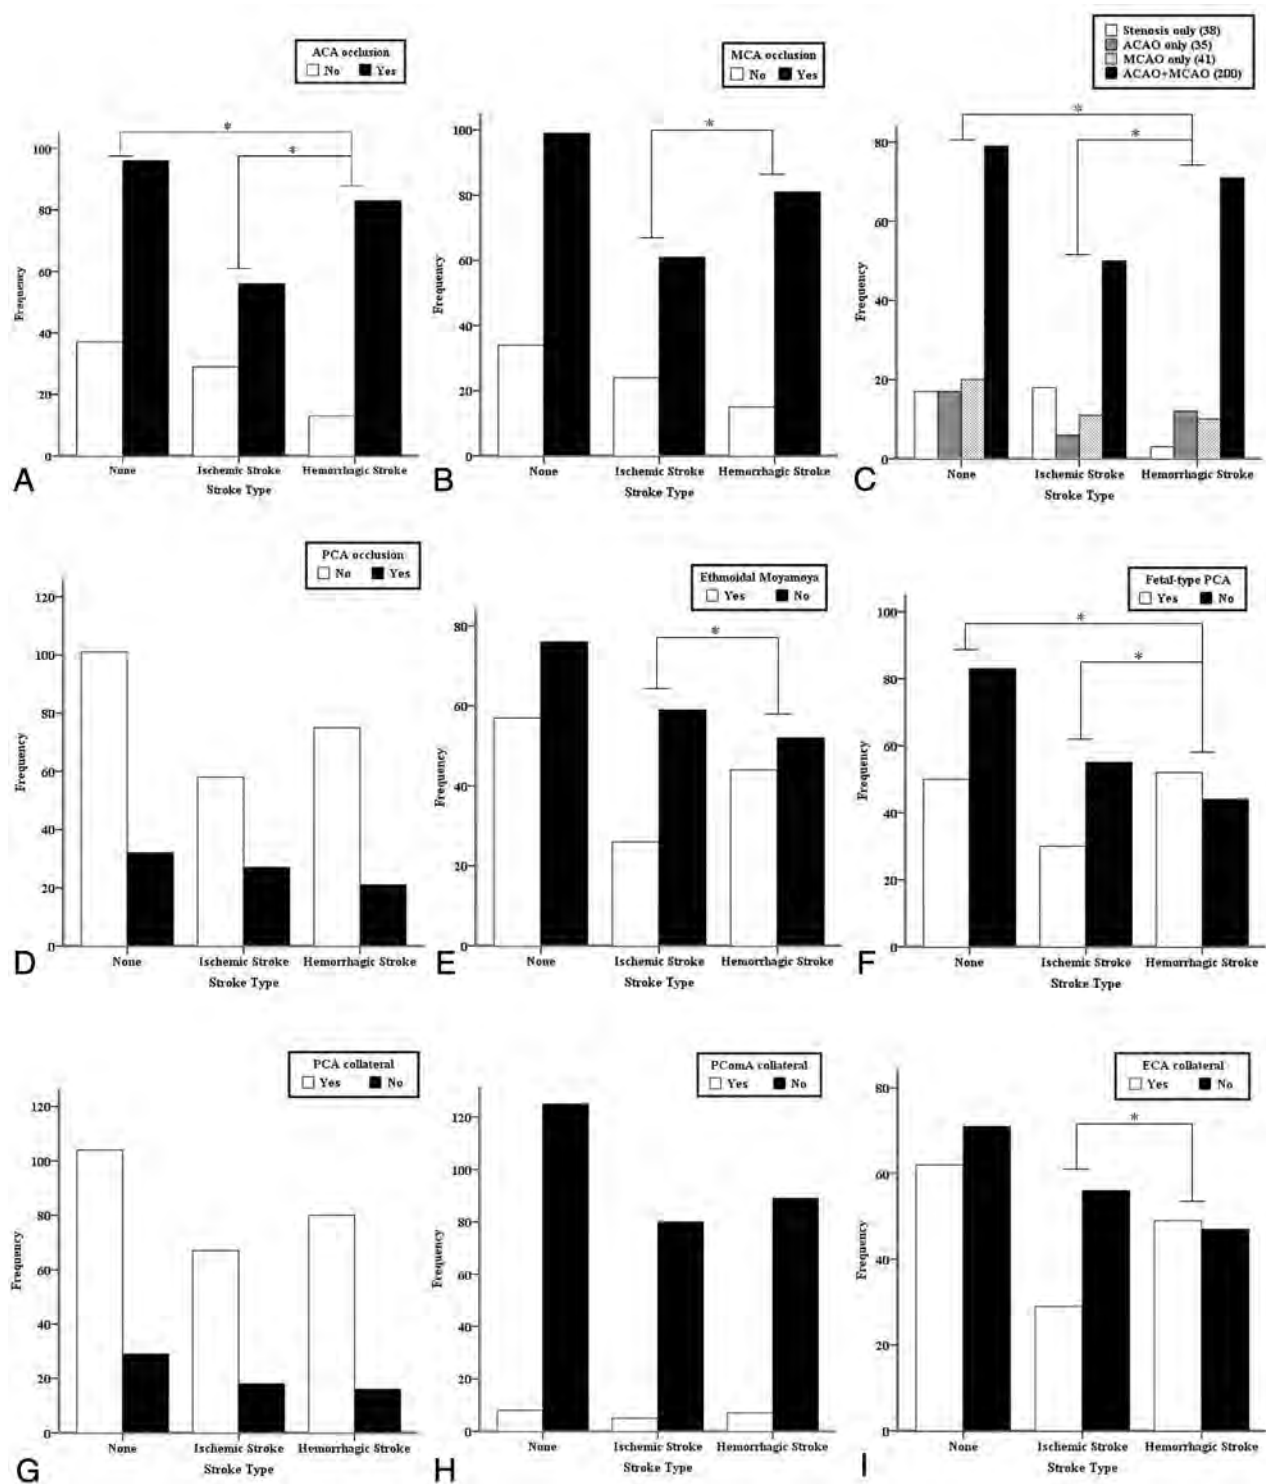 ACA occlusion
No Yes
*
*
100
80
60
40
20
0
Frequency
None Ischemic Stroke Hemorrhagic Stroke
Stroke Type
A
MCA occlusion
No Yes
*
100
80
60
40
20
0
Frequency
None Ischemic Stroke Hemorrhagic Stroke
Stroke Type
B
Stenosis only (38)
ACAO only (35)
MCAO only (41)
ACAO+MCAO (200)
*
*
80
60
40
20
0
Frequency
None Ischemic Stroke Hemorrhagic Stroke
Stroke Type
C
PCA occlusion
No Yes
120
100
80
60
40
20
0
Frequency
None Ischemic Stroke Hemorrhagic Stroke
Stroke Type
D
Ethmoidal Moyamoya
Yes No
*
80
60
40
20
0
Frequency
None Ischemic Stroke Hemorrhagic Stroke
Stroke Type
E
Fetal-type PCA
Yes No
*
*
100
80
60
40
20
0
Frequency
None Ischemic Stroke Hemorrhagic Stroke
Stroke Type
F
PCA collateral
Yes No
120
100
80
60
40
20
0
Frequency
None Ischemic Stroke Hemorrhagic Stroke
Stroke Type
G
PComA collateral
Yes No
120
100
80
60
40
20
0
Frequency
None Ischemic Stroke Hemorrhagic Stroke
Stroke Type
H
ECA collateral
Yes No
*
80
60
40
20
0
Frequency
None Ischemic Stroke Hemorrhagic Stroke
Stroke Type
I